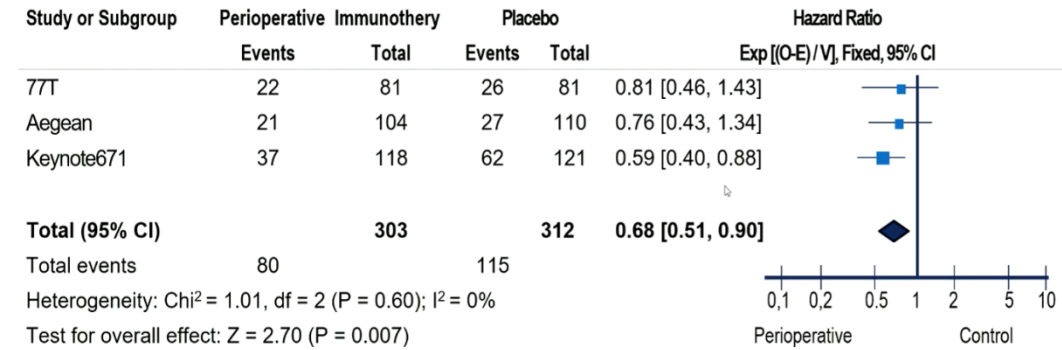 Study or Subgroup Perioperative Immunothery Placebo Hazard Ratio
Events Total Events Total Exp [(O-E) / V], Fixed, 95% CI
77T 22 81 26 81 0.81 [0.46, 1.43]
Aegean 21 104 27 110 0.76 [0.43, 1.34]
Keynote671 37 118 62 121 0.59 [0.40, 0.88]
Total (95% CI) 303 312 0.68 [0.51, 0.90]
Total events 80 115
Heterogeneity: Chi² = 1.01, df = 2 (P = 0.60); I² = 0%
0,1 0,2 0.5 1 2 5 10
Test for overall effect: Z = 2.70 (P = 0.007)
Perioperative Control